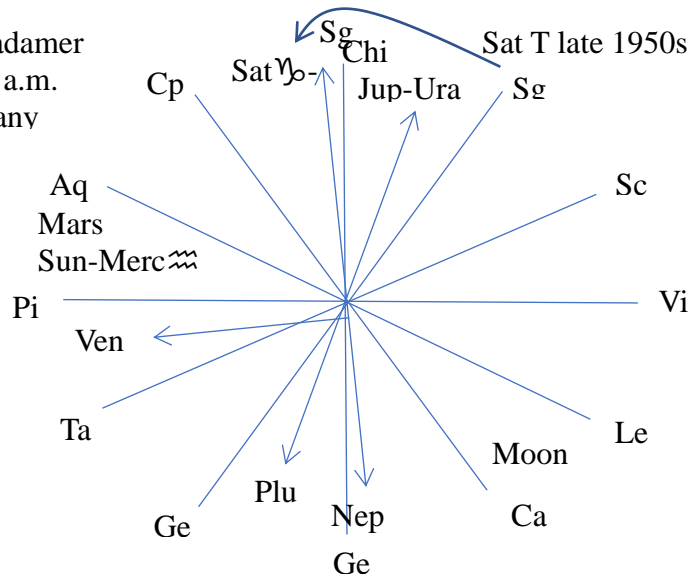 adamer
a.m.
any
Sg
Chi
Sat♑-
Jup-Ura
Sat T late 1950s
Sg
Cp
Sc
Aq
Mars
Sun-Merc♒
Pi
Vi
Ven
Ta
Le
Moon
Plu
Nep
Ca
Ge
Ge